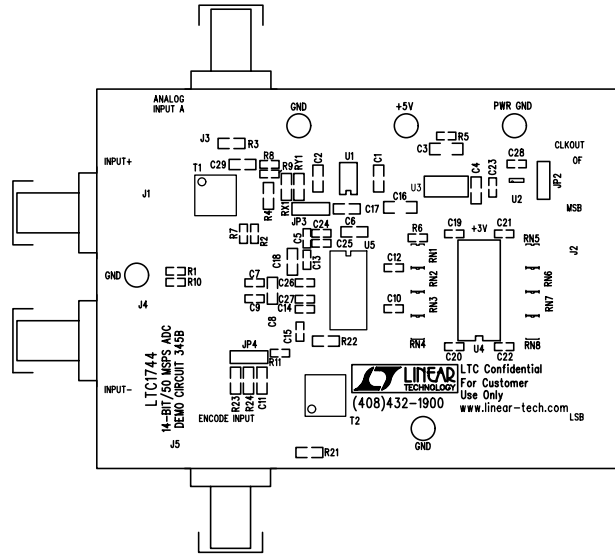 ANALOG
INPUT A
GND
+5V
PWR GND
R5
CLKOUT
OF
J3
R3
C3
INPUT+
C29
R8
R9
RY1
C2
U1
C1
C28
T1
U3
C4
C23
U2
JP2
J1
R4
RX1
JP3
C17
C16
MSB
R7
R2
C5
C24
C6
R6
C19
+3V
C21
C25
U5
RN5
J2
C18
C13
C12
RN1
GND
R1
R10
C7
C26
RN2
RN6
J4
C9
C27
C14
C10
RN3
RN7
C8
C15
R22
RN4
C20
U4
C22
RN8
JP4
R11
LTC1744
14-BIT/50 MSPS ADC
DEMO CIRCUIT 345B
LINEAR
TECHNOLOGY
LTC Confidential
For Customer
Use Only
www.linear-tech.com
(408)432-1900
INPUT-
R23
R24
C11
ENCODE INPUT
T2
LSB
J5
GND
R21